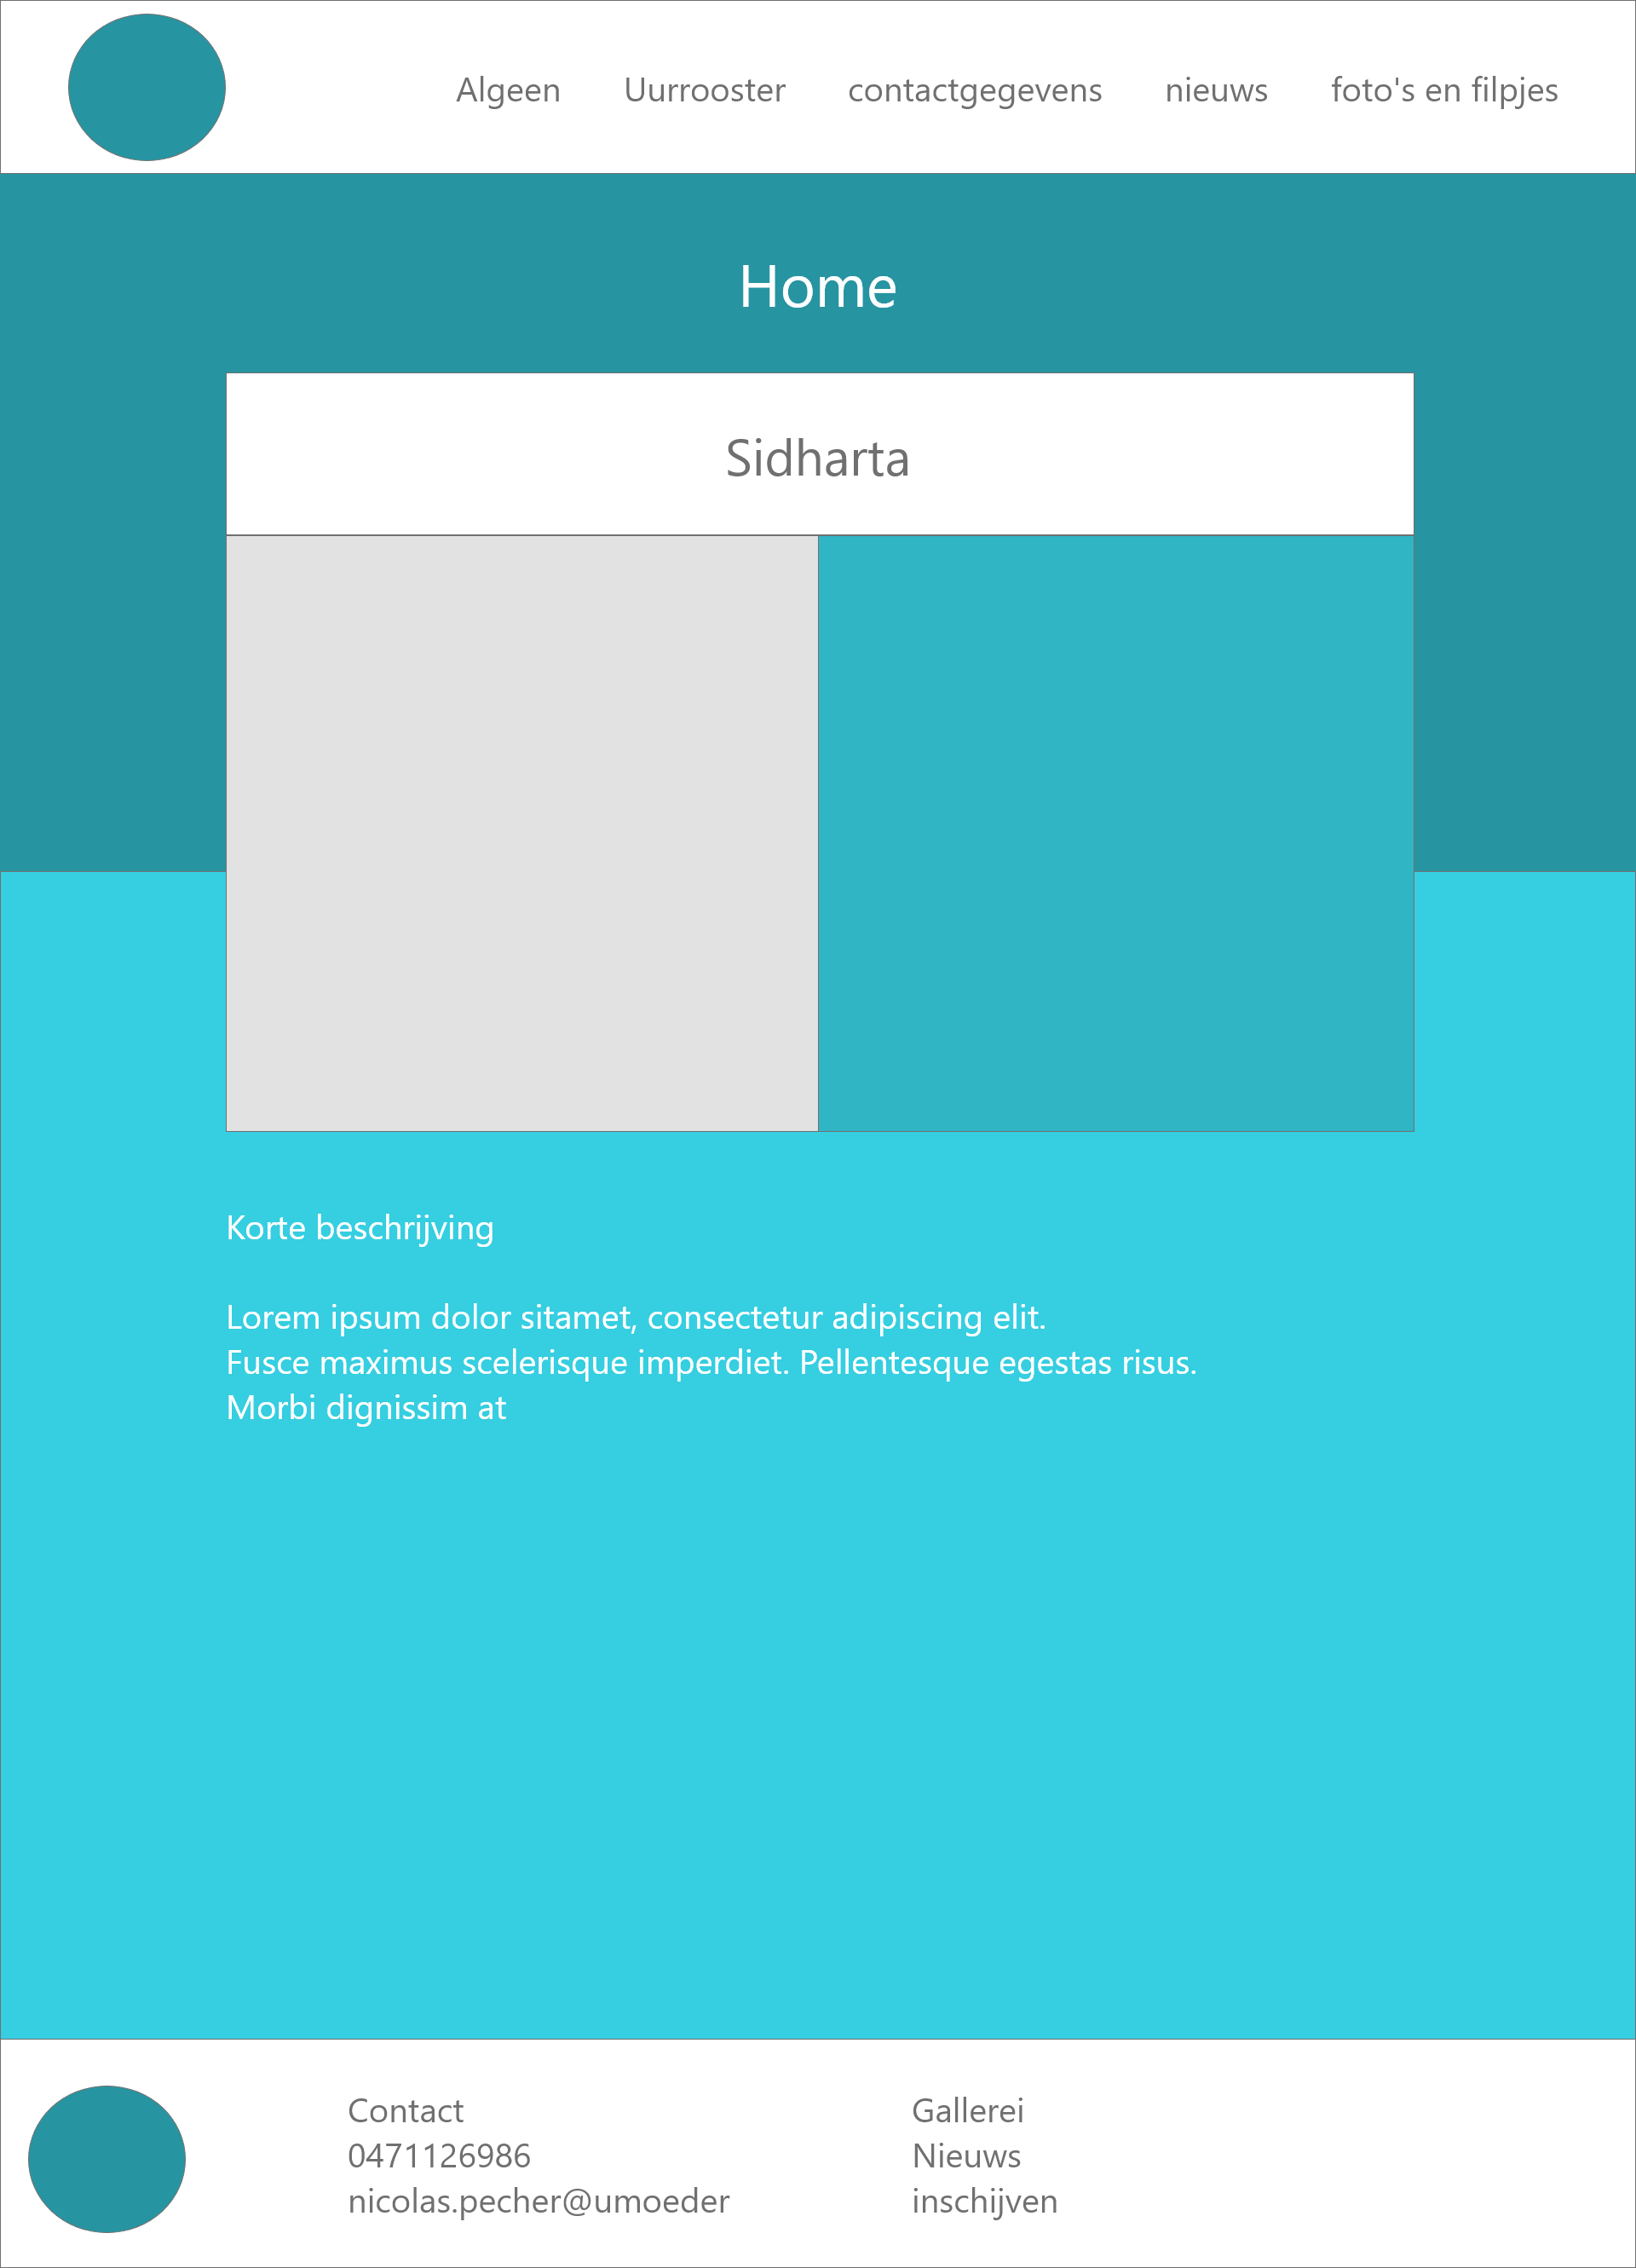 Algeen Uurrooster contactgegevens nieuws foto's en filpjes
Home
Sidharta
Korte beschrijving
Lorem ipsum dolor sitamet, consectetur adipiscing elit.
Fusce maximus scelerisque imperdiet. Pellentesque egestas risus.
Morbi dignissim at
Contact
0471126986
nicolas.pecher@umoeder
Gallerei
Nieuws
inschijven